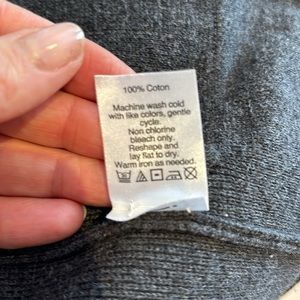 100% Coton
Machine wash cold
with like colors, gentle
cycle.
Non chlorine
bleach only.
Reshape and
lay flat to dry.
Warm iron as needed.